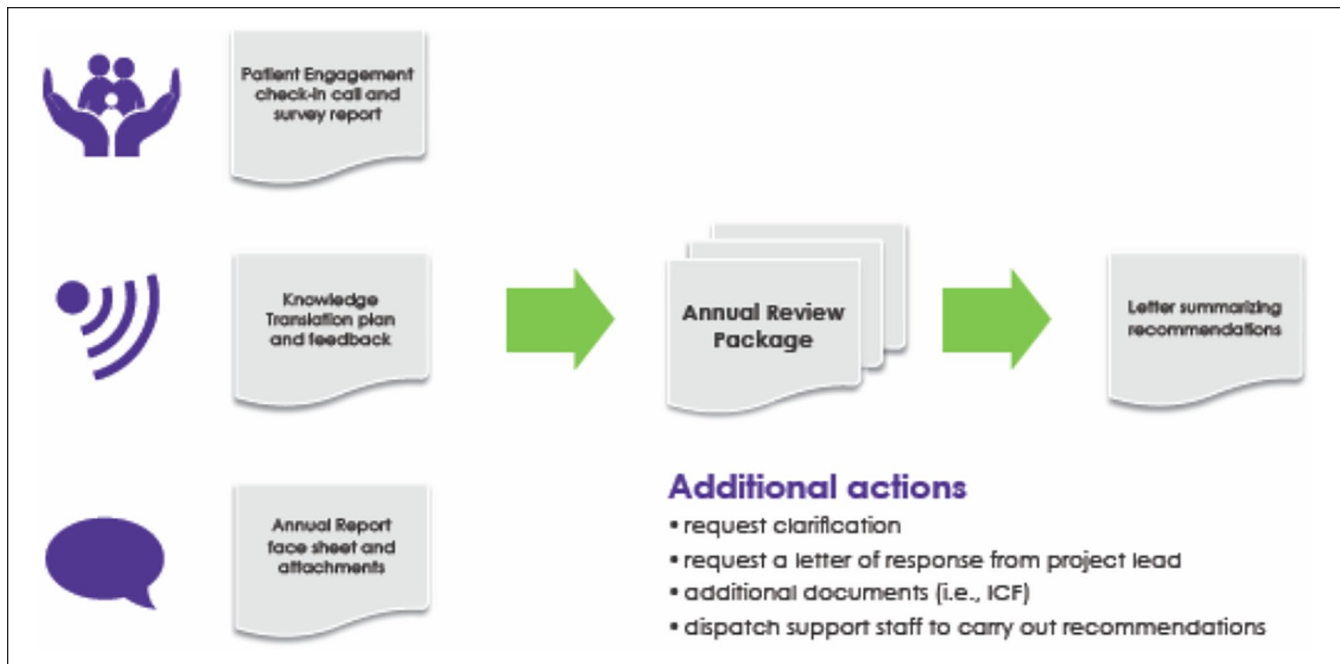 Patient Engagement
check-in call and
survey report
Knowledge
Translation plan
and feedback
Annual Report
face sheet and
attachments
Annual Review
Package
Letter summarizing
recommendations
Additional actions
▪ request clarification
▪ request a letter of response from project lead
▪ additional documents (i.e., ICF)
▪ dispatch support staff to carry out recommendations